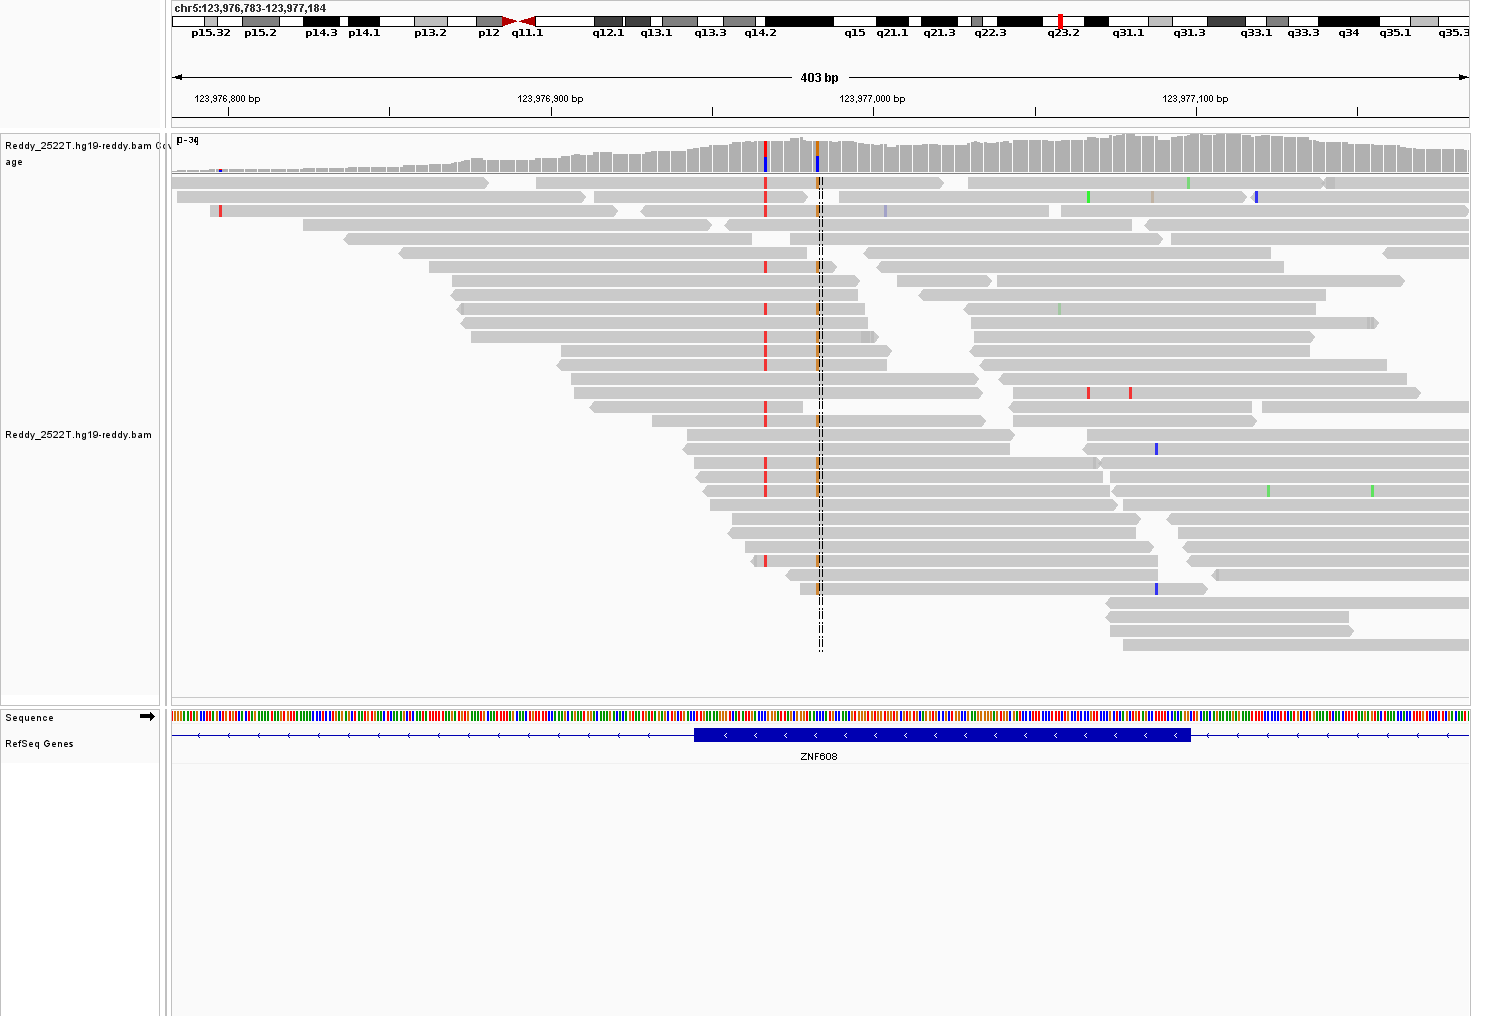 chr5:123,976,783-123,977,184
p15.32 p15.2 p14.3 p14.1 p13.2 p12 q11.1 q12.1 q13.1 q13.3 q14.2 q15 q21.1 q21.3 q22.3 q23.2 q31.1 q31.3 q33.1 q33.3 q34 q35.1 q35.3
403 bp
123,976,800 bp 123,976,900 bp 123,977,000 bp 123,977,100 bp
Reddy_2522T.hg19-reddy.bam Cov
age
[0-34]
Reddy_2522T.hg19-reddy.bam
Sequence
RefSeq Genes
ZNF608